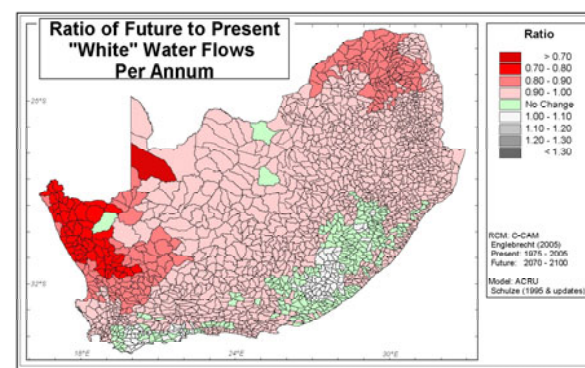 Ratio of Future to Present
"White" Water Flows
Per Annum
Ratio
> 0.70
0.70 - 0.80
0.80 - 0.90
0.90 - 1.00
No Change
1.00 - 1.10
1.10 - 1.20
1.20 - 1.30
< 1.30
RCM: C-CAM
Englebrecht (2005)
Present: 1975 - 2005
Future: 2070 - 2100
Model: ACRU
Schulze (1995 & updates)
28°S
32°S
18°E
24°E
30°E